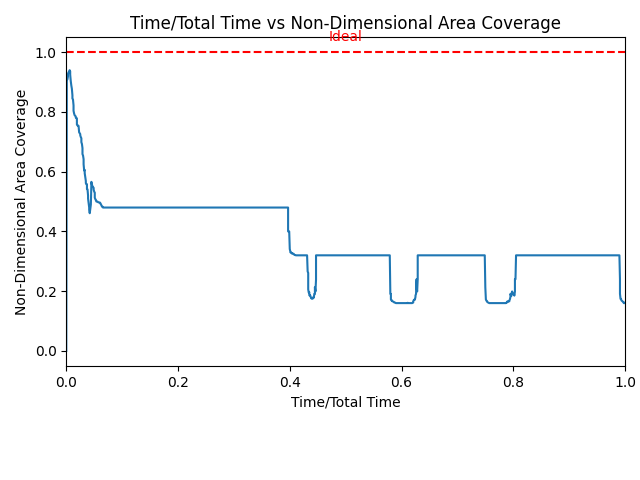 Time/Total Time vs Non-Dimensional Area Coverage
Ideal
1.0
0.8
0.6
0.4
0.2
0.0
Non-Dimensional Area Coverage
0.0 0.2 0.4 0.6 0.8 1.0
Time/Total Time